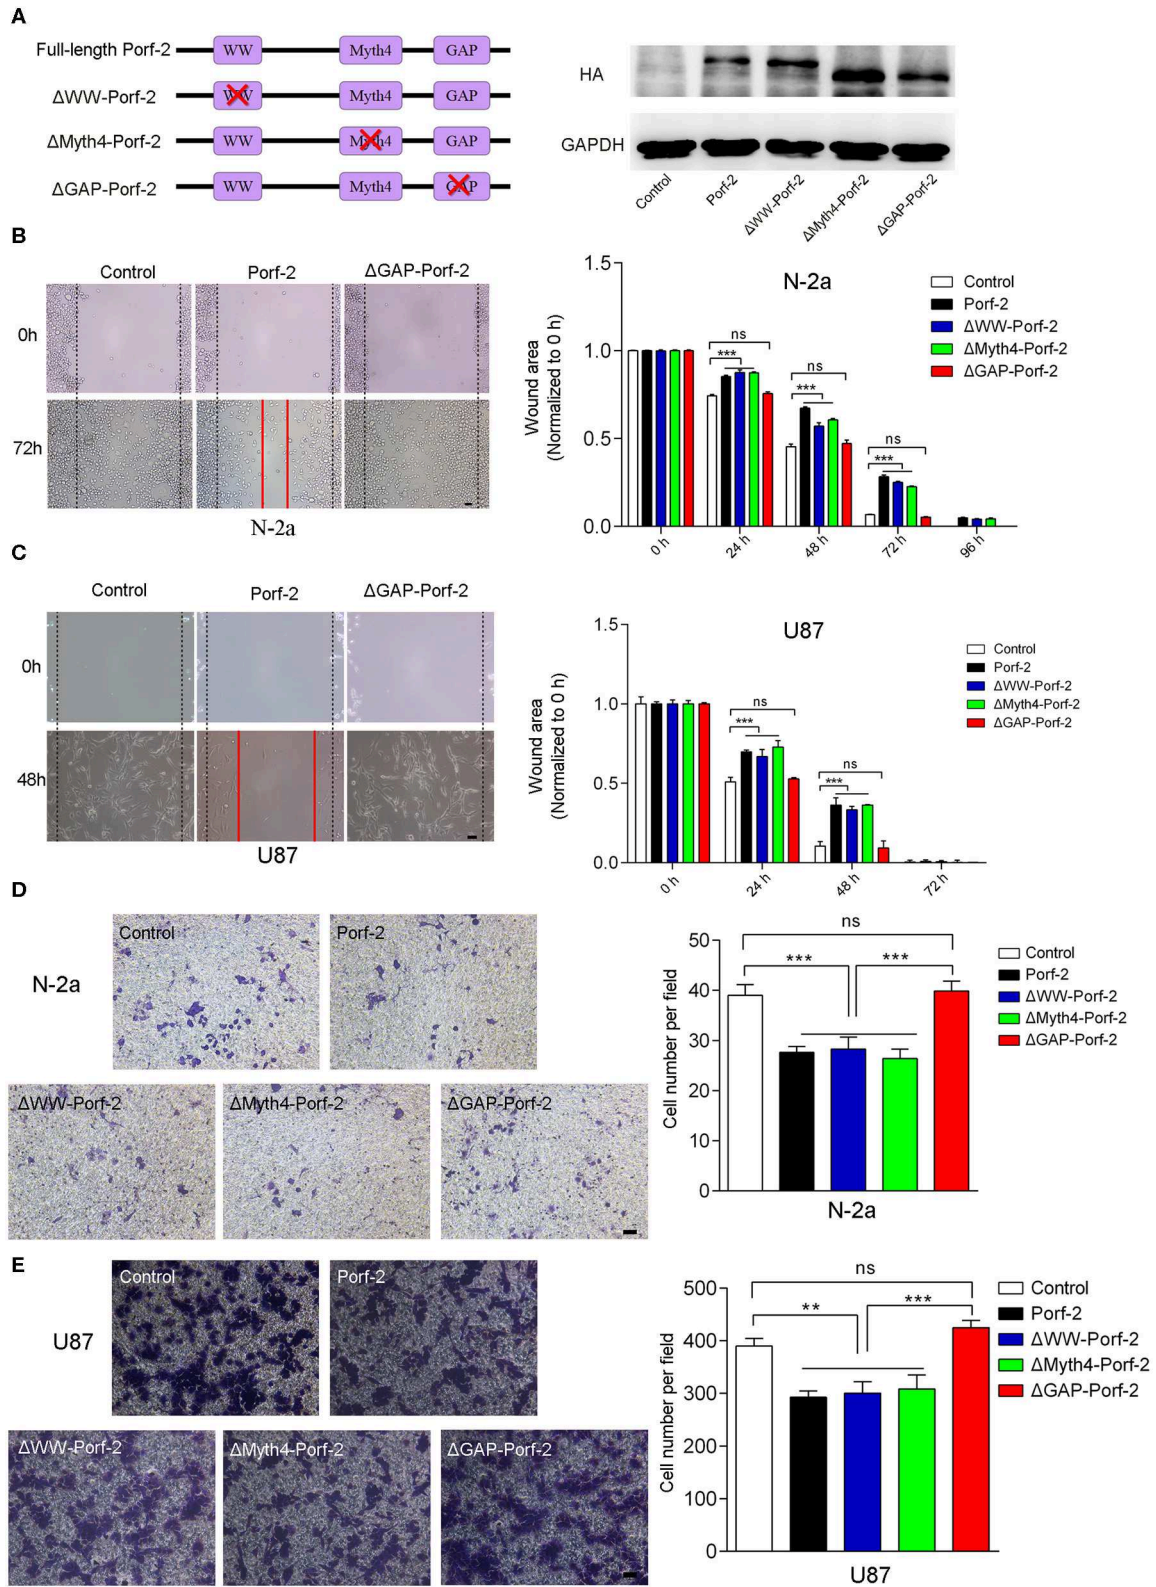 A
Full-length Porf-2
WW
Myth4
GAP
ΔWW-Porf-2
WW
Myth4
GAP
ΔMyth4-Porf-2
WW
Myth4
GAP
ΔGAP-Porf-2
WW
Myth4
GAP
HA
GAPDH
Control
Porf-2
ΔWW-Porf-2
ΔMyth4-Porf-2
ΔGAP-Porf-2
B
Control
Porf-2
ΔGAP-Porf-2
0h
72h
N-2a
N-2a
Wound area
(Normalized to 0 h)
1.5
1.0
0.5
0.0
ns
***
ns
***
ns
***
0 h
24 h
48 h
72 h
96 h
Control
Porf-2
ΔWW-Porf-2
ΔMyth4-Porf-2
ΔGAP-Porf-2
C
Control
Porf-2
ΔGAP-Porf-2
0h
48h
U87
U87
Wound area
(Normalized to 0 h)
1.5
1.0
0.5
0.0
ns
***
ns
***
0 h
24 h
48 h
72 h
Control
Porf-2
ΔWW-Porf-2
ΔMyth4-Porf-2
ΔGAP-Porf-2
D
N-2a
Control
Porf-2
ΔWW-Porf-2
ΔMyth4-Porf-2
ΔGAP-Porf-2
Cell number per field
50
40
30
20
10
0
ns
***
***
N-2a
Control
Porf-2
ΔWW-Porf-2
ΔMyth4-Porf-2
ΔGAP-Porf-2
E
U87
Control
Porf-2
ΔWW-Porf-2
ΔMyth4-Porf-2
ΔGAP-Porf-2
Cell number per field
500
400
300
200
100
0
ns
**
***
U87
Control
Porf-2
ΔWW-Porf-2
ΔMyth4-Porf-2
ΔGAP-Porf-2